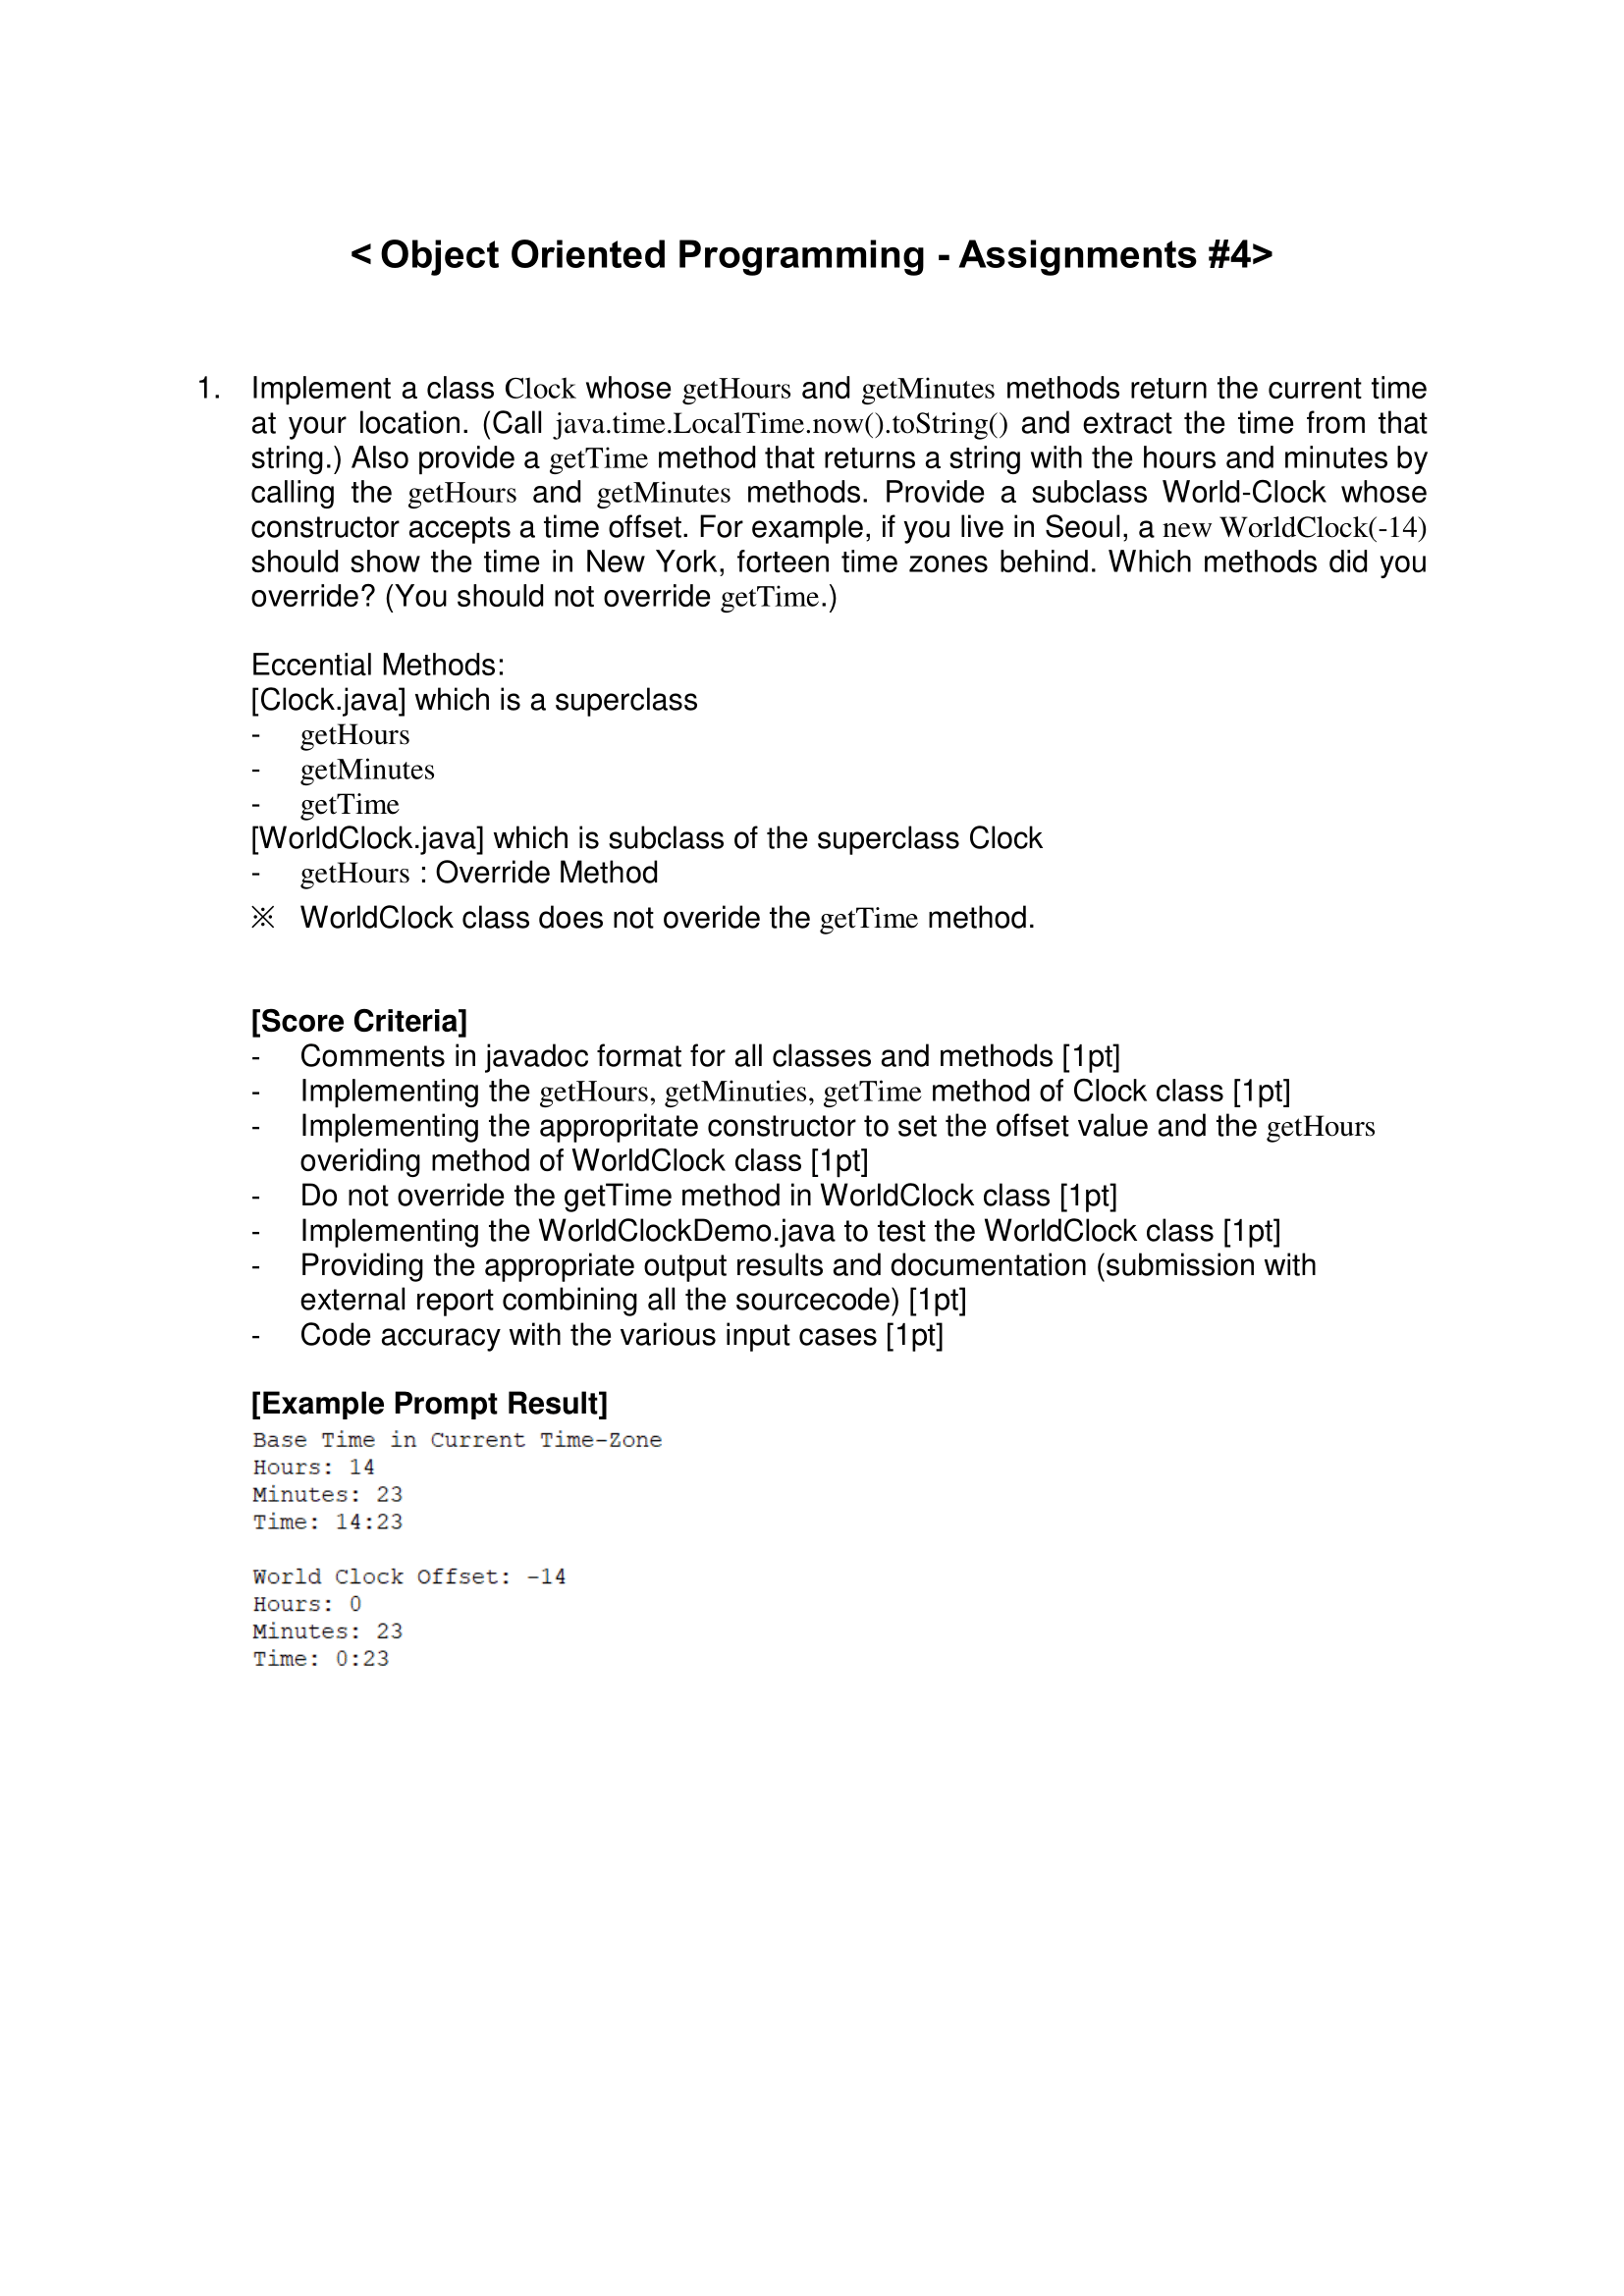 < Object Oriented Programming - Assignments #4>
1. Implement a class Clock whose getHours and getMinutes methods return the current time
at your location. (Call java.time.LocalTime.now().toString() and extract the time from that
string.) Also provide a getTime method that returns a string with the hours and minutes by
calling the getHours and getMinutes methods. Provide a subclass World-Clock whose
constructor accepts a time offset. For example, if you live in Seoul, a new WorldClock(-14)
should show the time in New York, forteen time zones behind. Which methods did you
override? (You should not override getTime.)
Eccential Methods:
[Clock.java] which is a superclass
- getHours
- getMinutes
- getTime
[WorldClock.java] which is subclass of the superclass Clock
- getHours : Override Method
※ WorldClock class does not overide the getTime method.
[Score Criteria]
- Comments in javadoc format for all classes and methods [1pt]
- Implementing the getHours, getMinuties, getTime method of Clock class [1pt]
- Implementing the appropritate constructor to set the offset value and the getHours
overiding method of WorldClock class [1pt]
- Do not override the getTime method in WorldClock class [1pt]
- Implementing the WorldClockDemo.java to test the WorldClock class [1pt]
- Providing the appropriate output results and documentation (submission with
external report combining all the sourcecode) [1pt]
- Code accuracy with the various input cases [1pt]
[Example Prompt Result]
Base Time in Current Time-Zone
Hours: 14
Minutes: 23
Time: 14:23
World Clock Offset: -14
Hours: 0
Minutes: 23
Time: 0:23